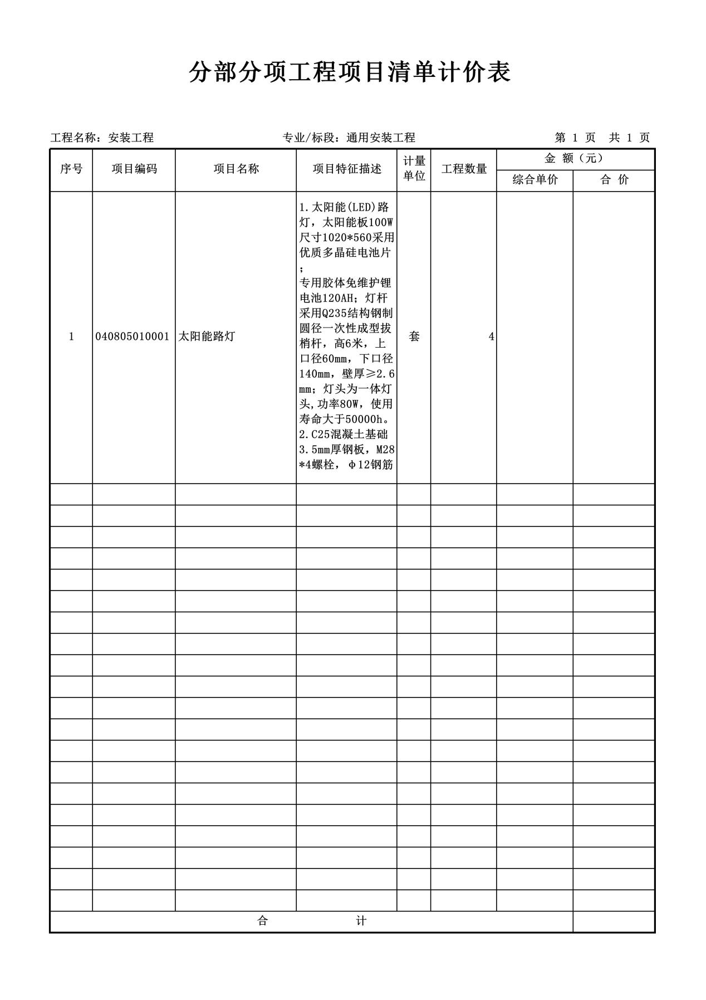 分部分项工程项目清单计价表
工程名称：安装工程 专业/标段：通用安装工程 第 1 页 共 1 页
序号 项目编码 项目名称 项目特征描述 计量单位 工程数量 金 额（元）
综合单价 合 价
1 040805010001 太阳能路灯
1.太阳能(LED)路
灯，太阳能板100W
尺寸1020*560采用
优质多晶硅电池片
；
专用胶体免维护锂
电池120AH；灯杆
采用Q235结构钢制
圆径一次性成型拔
梢杆，高6米，上
口径60mm，下口径
140mm，壁厚≥2.6
mm；灯头为一体灯
头,功率80W，使用
寿命大于50000h。
2.C25混凝土基础
3.5mm厚钢板，M28
*4螺栓，φ12钢筋
套 4
合 计